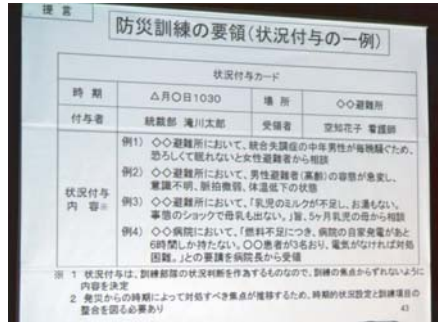 提 言
防災訓練の要領(状況付与の一例)
状況付与カード
時 期 △月〇日1030 場 所 ◇◇避難所
付与者 統裁部 滝川太郎 受領者 空知花子 看護師
状況付与
内 容※
例1) ◇◇避難所において、統合失調症の中年男性が毎晩騒ぐため、
恐ろしくて眠れないと女性避難者から相談
例2) ◇◇避難所において、男性避難者(高齢)の容態が急変し、
意識不明、脈拍微弱、体温低下の状態
例3) ◇◇避難所において、「乳児のミルクが不足し、お湯もない。
事態のショックで母乳も出ない。」旨、5ヶ月乳児の母から相談
例4) ◇◇病院において、「燃料不足につき、病院の自家発電があと
6時間しか持たない。〇〇患者が3名おり、電気がなければ対処
困難。」との要請を病院長から受領
※ 1 状況付与は、訓練部隊の状況判断を作為するものなので、訓練の焦点からずれないように
内容を決定
2 発災からの時期によって対処すべき焦点が推移するため、時期的状況設定と訓練項目の
整合を図る必要あり
43